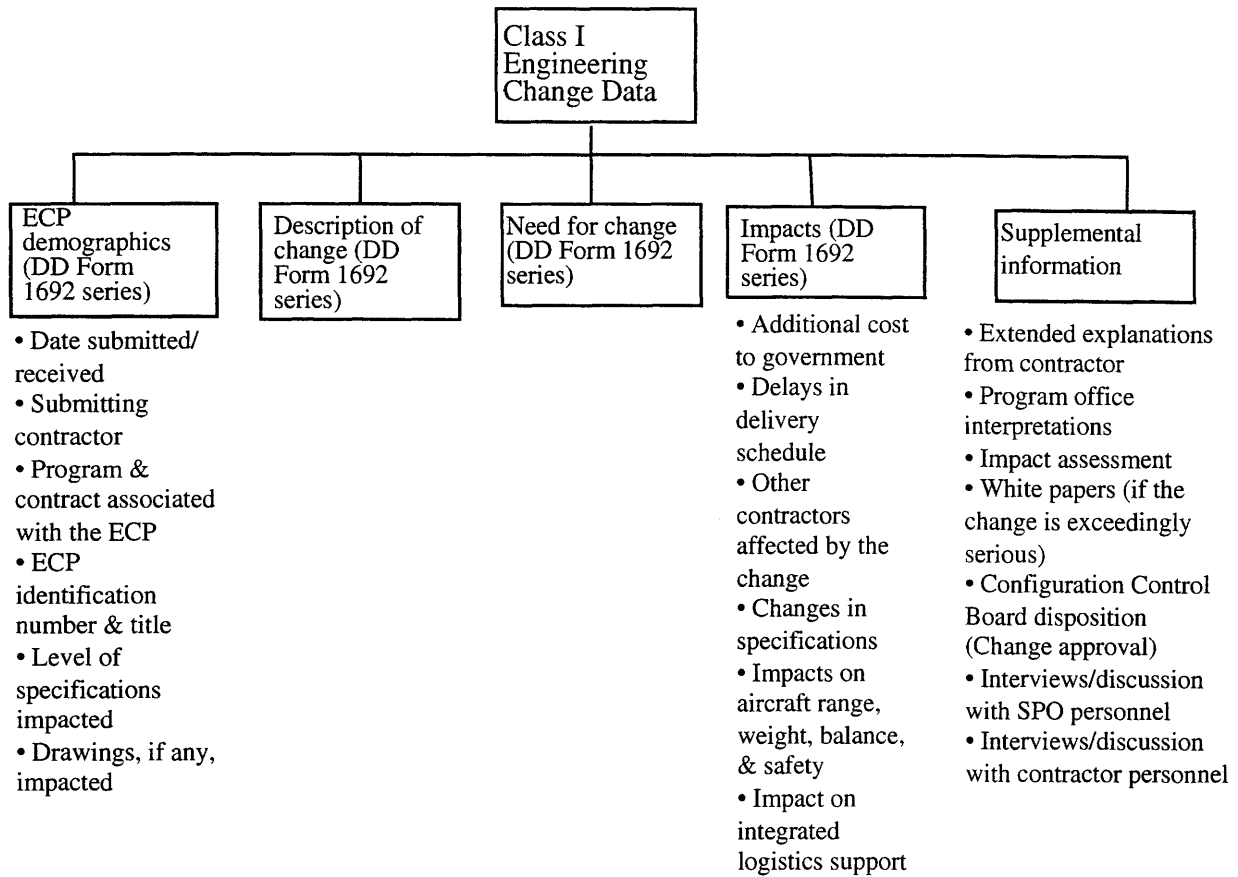 Class I
Engineering
Change Data
ECP
demographics
(DD Form
1692 series)
Description of
change (DD
Form 1692
series)
Need for change
(DD Form 1692
series)
Impacts (DD
Form 1692
series)
Supplemental
information
• Date submitted/
received
• Submitting
contractor
• Program &
contract associated
with the ECP
• ECP
identification
number & title
• Level of
specifications
impacted
• Drawings, if any,
impacted
• Additional cost
to government
• Delays in
delivery
schedule
• Other
contractors
affected by the
change
• Changes in
specifications
• Impacts on
aircraft range,
weight, balance,
& safety
• Impact on
integrated
logistics support
• Extended explanations
from contractor
• Program office
interpretations
• Impact assessment
• White papers (if the
change is exceedingly
serious)
• Configuration Control
Board disposition
(Change approval)
• Interviews/discussion
with SPO personnel
• Interviews/discussion
with contractor personnel